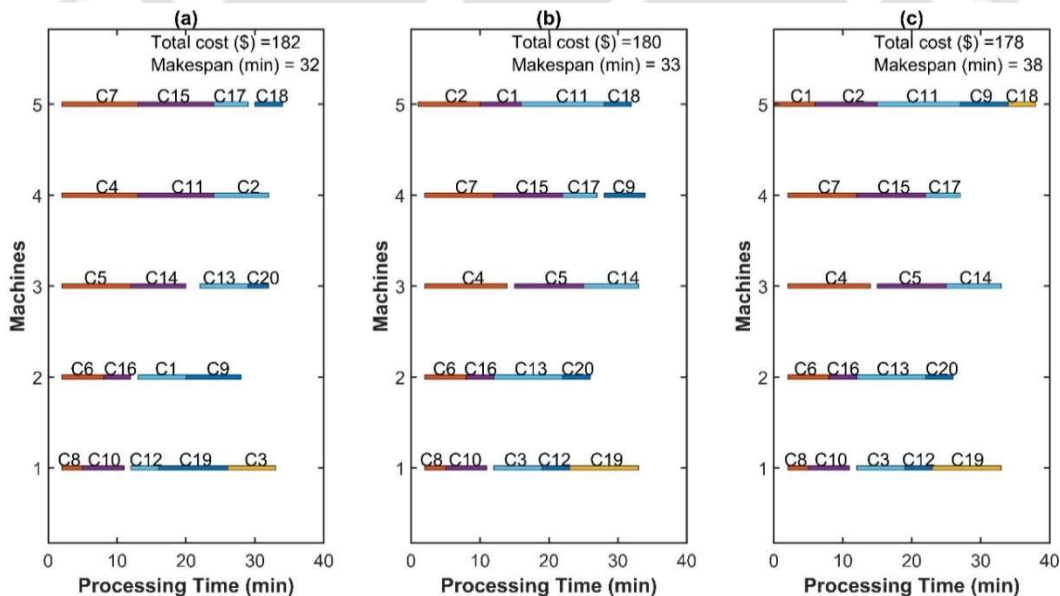 (a)
Total cost ($) =182
Makespan (min) = 32
C7 C15 C17 C18
C4 C11 C2
C5 C14 C13 C20
C6 C16 C1 C9
C8 C10 C12 C19 C3
5
4
3
2
1
Machines
0 10 20 30 40
Processing Time (min)
(b)
Total cost ($) =180
Makespan (min) = 33
C2 C1 C11 C18
C7 C15 C17 C9
C4 C5 C14
C6 C16 C13 C20
C8 C10 C3 C12 C19
5
4
3
2
1
Machines
0 10 20 30 40
Processing Time (min)
(c)
Total cost ($) =178
Makespan (min) = 38
C1 C2 C11 C9 C18
C7 C15 C17
C4 C5 C14
C6 C16 C13 C20
C8 C10 C3 C12 C19
5
4
3
2
1
Machines
0 10 20 30 40
Processing Time (min)